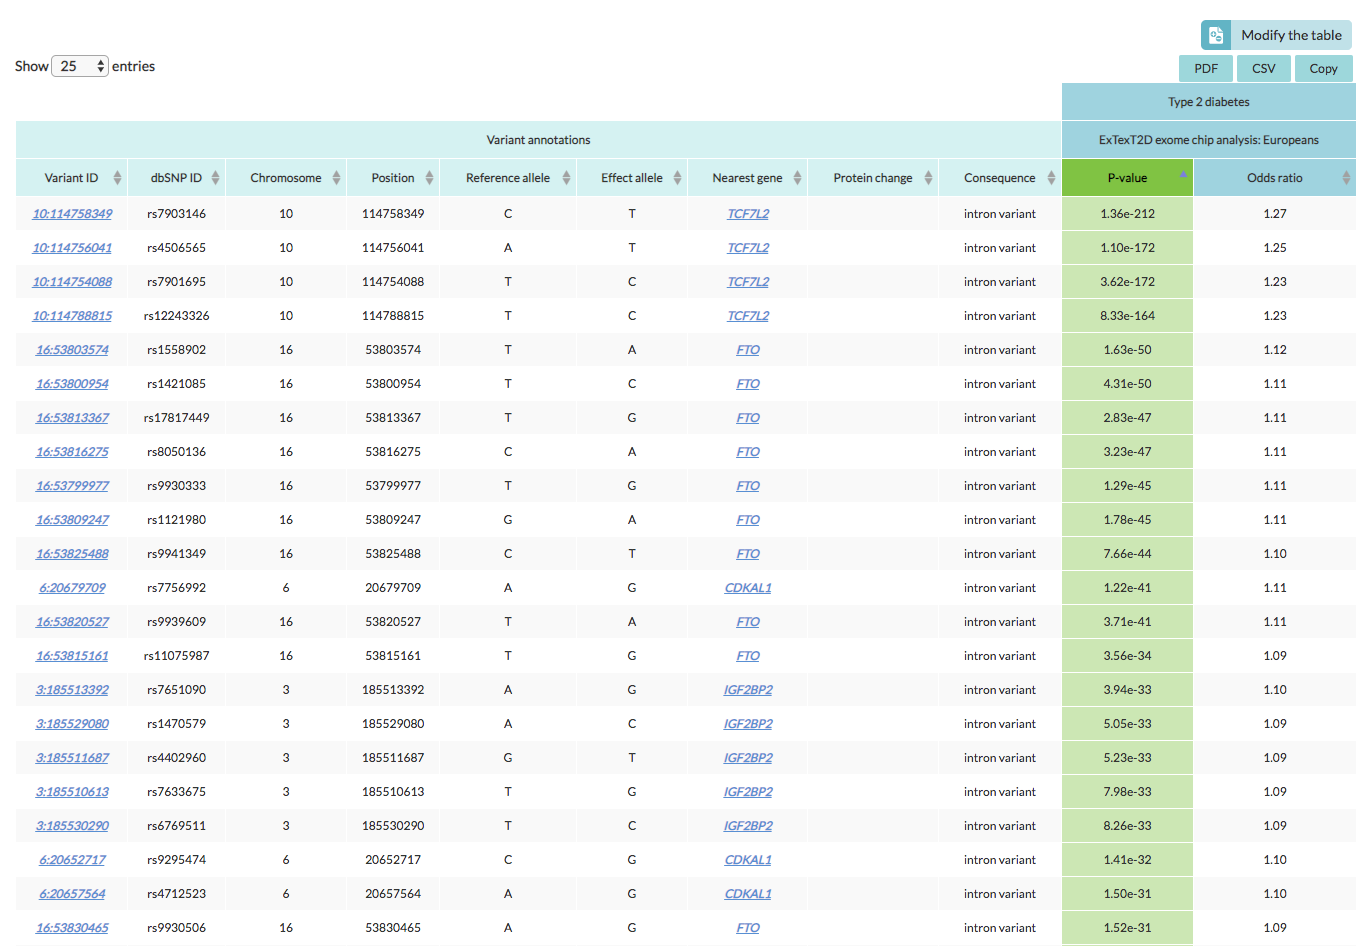 Modify the table
Show 25 entries
PDF CSV Copy
Type 2 diabetes
Variant annotations ExTexT2D exome chip analysis: Europeans
Variant ID dbSNP ID Chromosome Position Reference allele Effect allele Nearest gene Protein change Consequence P-value Odds ratio
10:114758349 rs7903146 10 114758349 C T TCF7L2 intron variant 1.36e-212 1.27
10:114756041 rs4506565 10 114756041 A T TCF7L2 intron variant 1.10e-172 1.25
10:114754088 rs7901695 10 114754088 T C TCF7L2 intron variant 3.62e-172 1.23
10:114788815 rs12243326 10 114788815 T C TCF7L2 intron variant 8.33e-164 1.23
16:53803574 rs1558902 16 53803574 T A FTO intron variant 1.63e-50 1.12
16:53800954 rs1421085 16 53800954 T C FTO intron variant 4.31e-50 1.11
16:53813367 rs17817449 16 53813367 T G FTO intron variant 2.83e-47 1.11
16:53816275 rs8050136 16 53816275 C A FTO intron variant 3.23e-47 1.11
16:53799977 rs9930333 16 53799977 T G FTO intron variant 1.29e-45 1.11
16:53809247 rs1121980 16 53809247 G A FTO intron variant 1.78e-45 1.11
16:53825488 rs9941349 16 53825488 C T FTO intron variant 7.66e-44 1.10
6:20679709 rs7756992 6 20679709 A G CDKAL1 intron variant 1.22e-41 1.11
16:53820527 rs9939609 16 53820527 T A FTO intron variant 3.71e-41 1.11
16:53815161 rs11075987 16 53815161 T G FTO intron variant 3.56e-34 1.09
3:185513392 rs7651090 3 185513392 A G IGF2BP2 intron variant 3.94e-33 1.10
3:185529080 rs1470579 3 185529080 A C IGF2BP2 intron variant 5.05e-33 1.09
3:185511687 rs4402960 3 185511687 G T IGF2BP2 intron variant 5.23e-33 1.09
3:185510613 rs7633675 3 185510613 T G IGF2BP2 intron variant 7.98e-33 1.09
3:185530290 rs6769511 3 185530290 T C IGF2BP2 intron variant 8.26e-33 1.09
6:20652717 rs9295474 6 20652717 C G CDKAL1 intron variant 1.41e-32 1.10
6:20657564 rs4712523 6 20657564 A G CDKAL1 intron variant 1.50e-31 1.10
16:53830465 rs9930506 16 53830465 A G FTO intron variant 1.52e-31 1.09